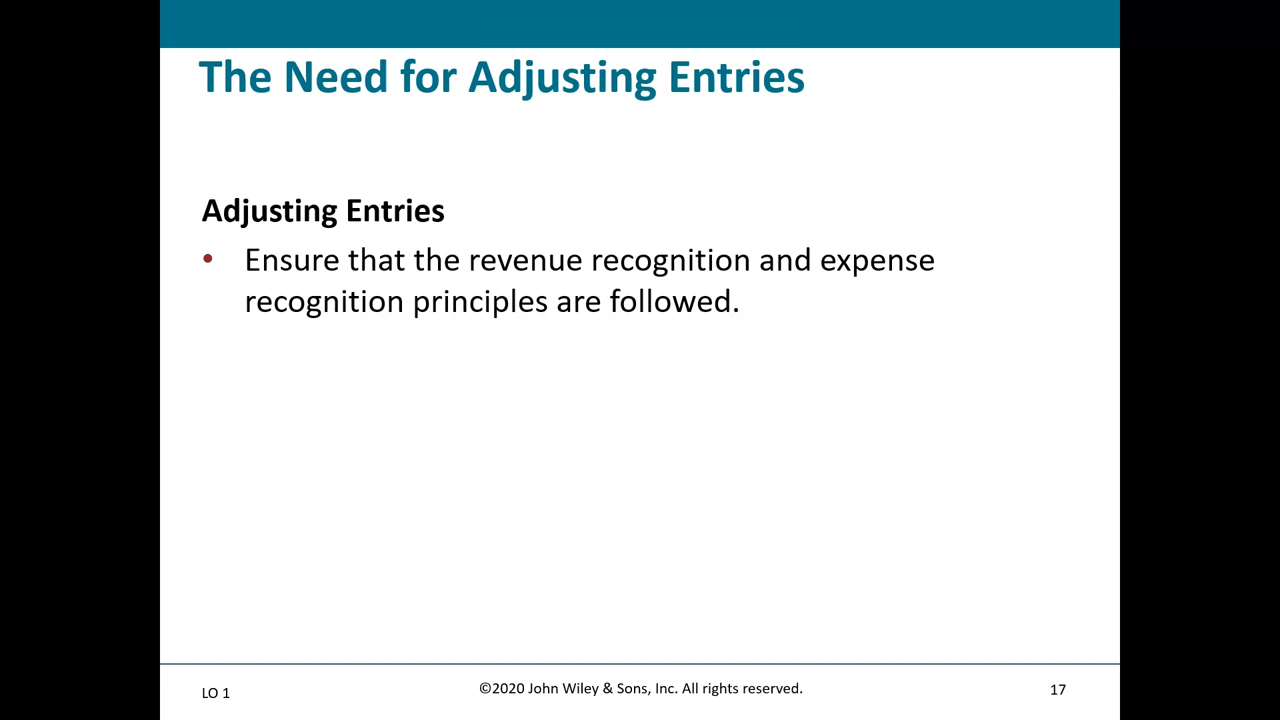 The Need for Adjusting Entries
Adjusting Entries
• Ensure that the revenue recognition and expense
recognition principles are followed.
LO 1
©2020 John Wiley & Sons, Inc. All rights reserved.
17